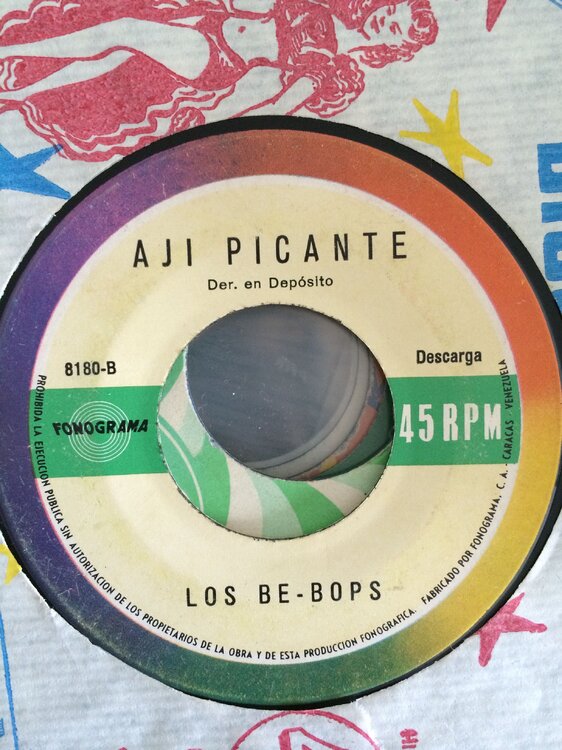 AJI PICANTE
Der. en Depósito
8180-B
Descarga
FONOGRAMA
45 RPM
LOS BE-BOPS
PROHIBIDA LA EJECUCION PUBLICA SIN AUTORIZACION DE LOS PROPIETARIOS DE LA OBRA Y DE ESTA PRODUCCION FONOGRAFICA. FABRICADO POR FONOGRAMA, C. A. - CARACAS - VENEZUELA